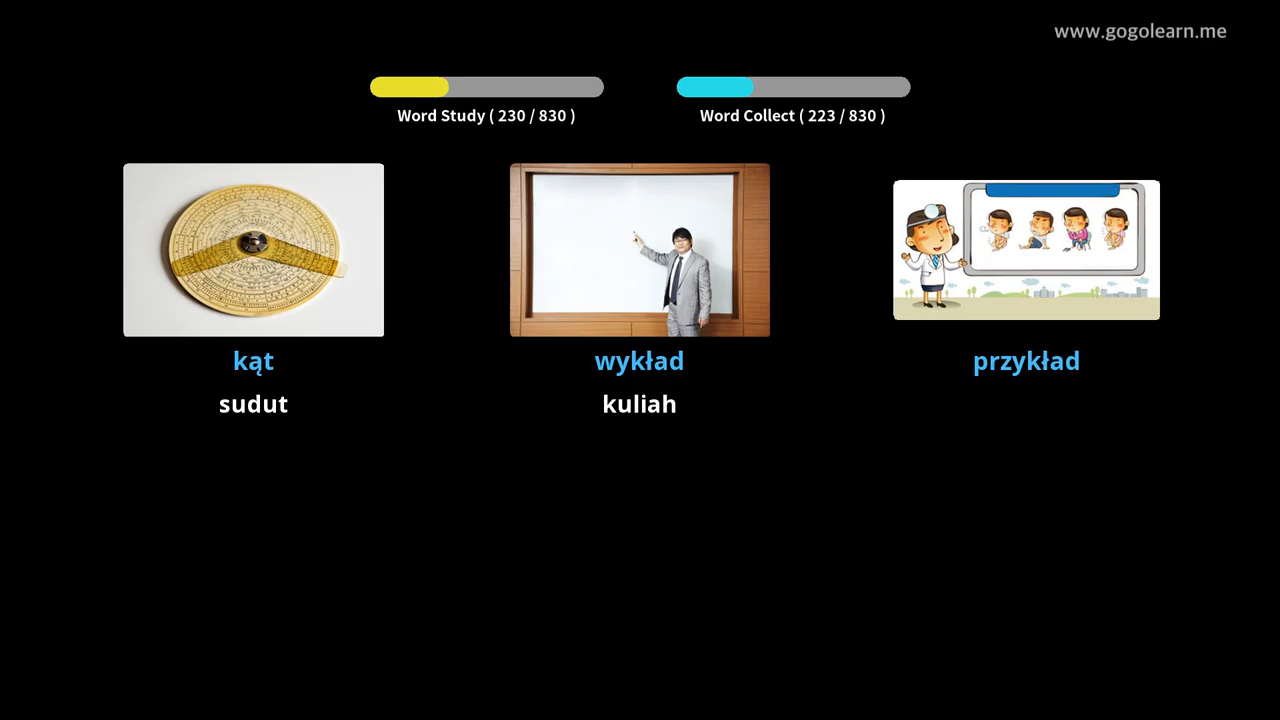 www.gogolearn.me
Word Study ( 230 / 830 )
Word Collect ( 223 / 830 )
kąt
wykład
przykład
sudut
kuliah